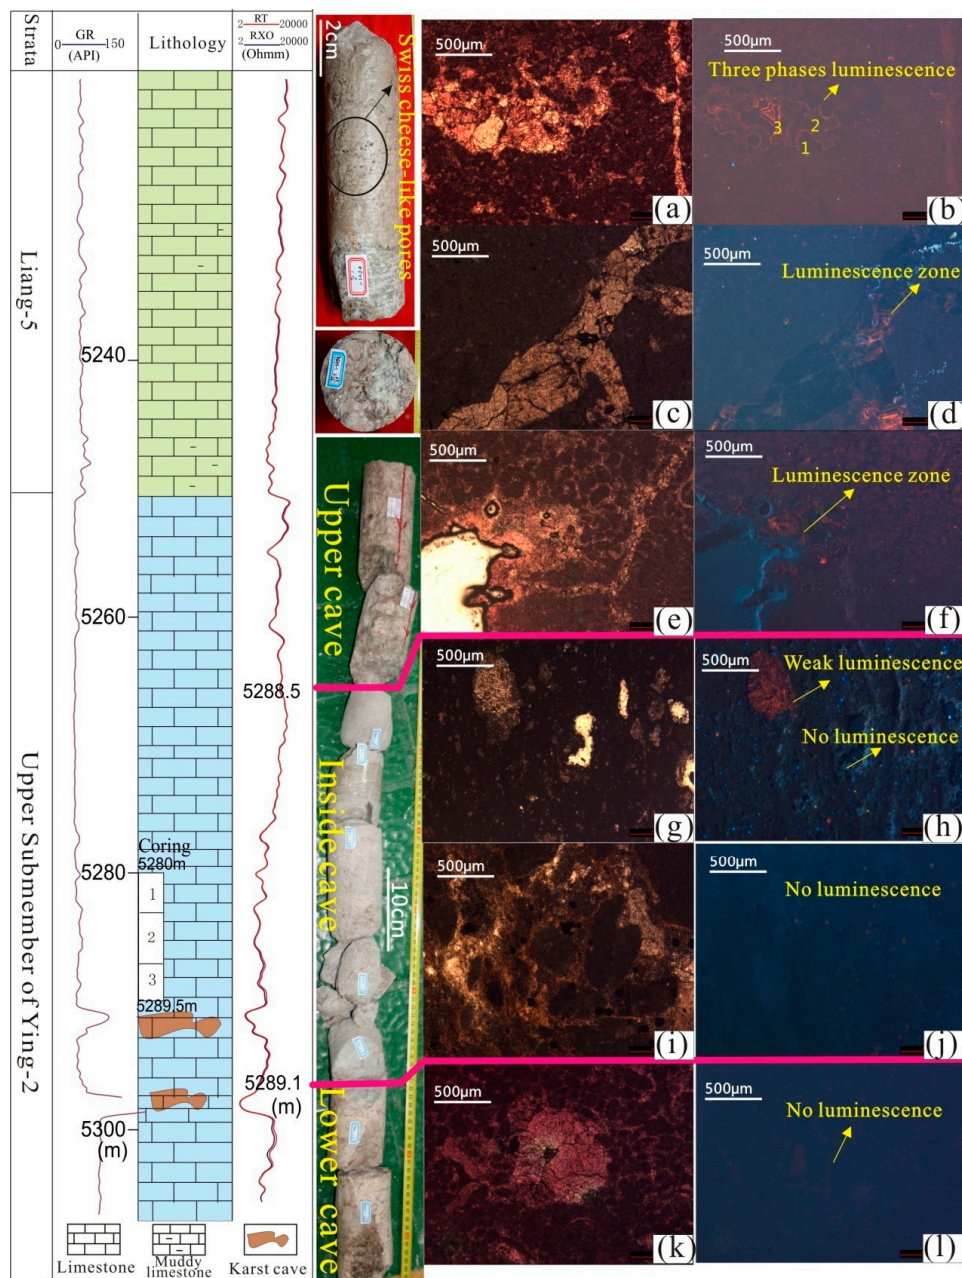 Strata
GR
0 150
(API)
Lithology
RT
2 20000
RXO
2 20000
(Ohmm)
Liang-5
Upper Submember of Ying-2
5240
5260
5280
5300
(m)
Coring
5280m
1
2
3
5289.5m
5288.5
5289.1
(m)
Limestone
Muddy
limestone
Karst cave
2cm
Swiss cheese-like pores
Upper cave
Inside cave
Lower cave
10cm
500μm
(a)
500μm
Three phases luminescence
3
2
1
(b)
500μm
(c)
500μm
Luminescence zone
(d)
500μm
(e)
500μm
Luminescence zone
(f)
500μm
(g)
500μm
Weak luminescence
No luminescence
(h)
500μm
(i)
500μm
No luminescence
(j)
500μm
(k)
500μm
No luminescence
(l)